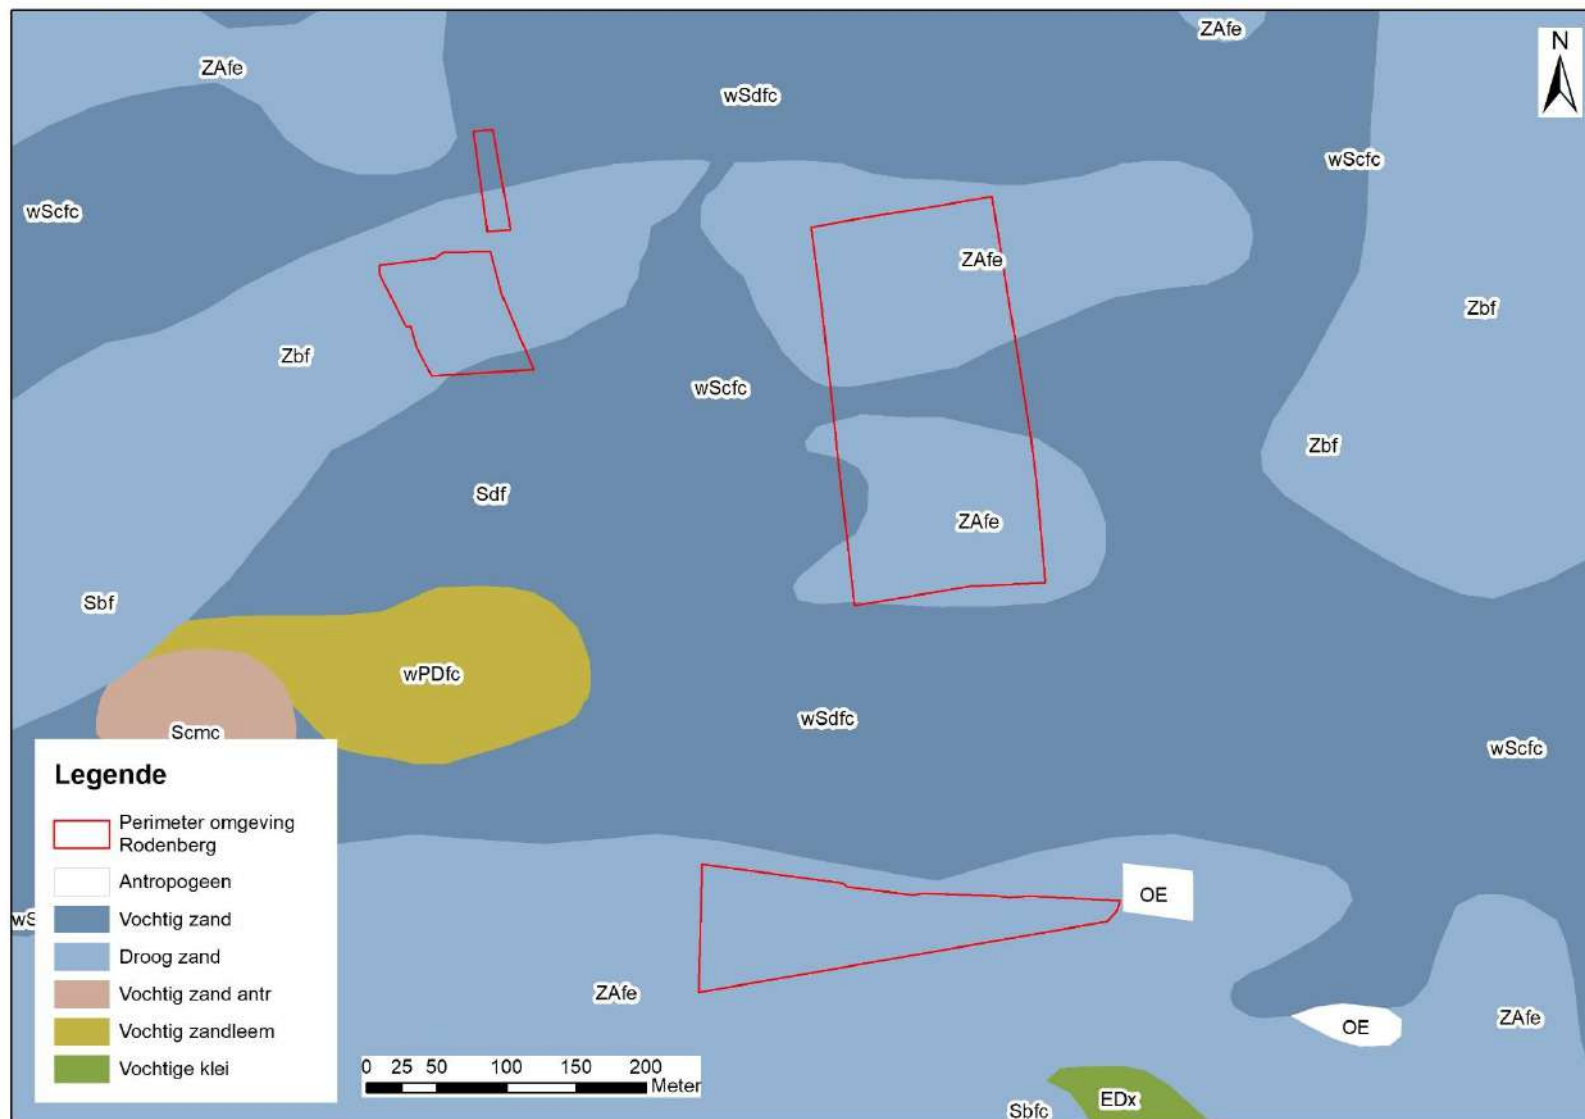 ZAfe
ZAfe
N
wSdfc
wScfc
wScfc
ZAfe
Zbf
Zbf
wScfc
Zbf
Sdf
ZAfe
Sbf
wPDfc
wSdfc
Scmc
wScfc
Legende
Perimeter omgeving
Rodenberg
Antropogeen
Vochtig zand
Droog zand
Vochtig zand antr
Vochtig zandleem
Vochtige klei
OE
ZAfe
OE
ZAfe
0 25 50 100 150 200
Meter
EDx
Sbfc